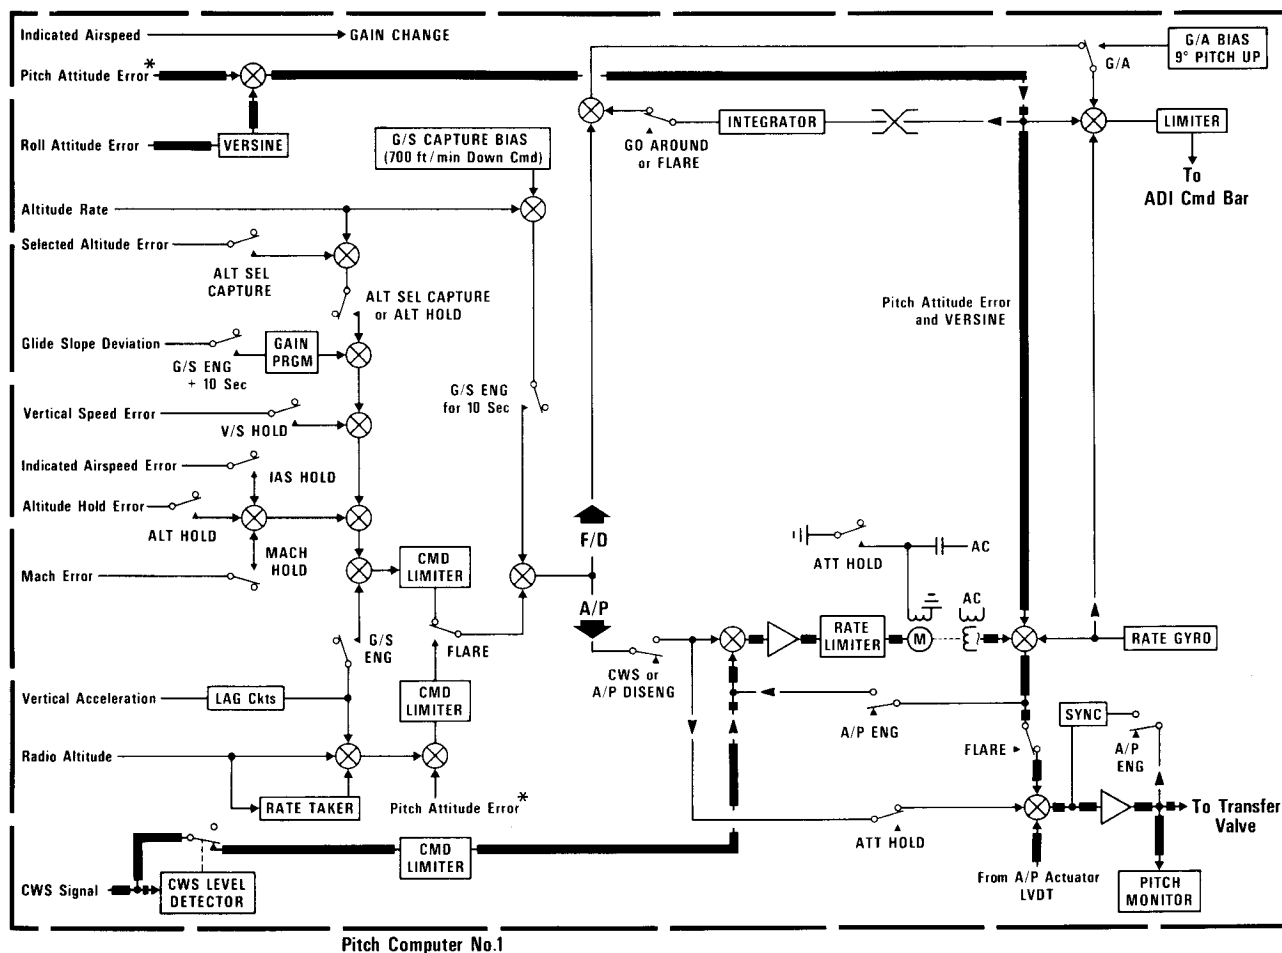 Indicated Airspeed
GAIN CHANGE
G/A BIAS
9° PITCH UP
Pitch Attitude Error*
G/A
INTEGRATOR
LIMITER
Roll Attitude Error
VERSINE
G/S CAPTURE BIAS
(700 ft/min Down Cmd)
GO AROUND
or FLARE
To
ADI Cmd Bar
Altitude Rate
Selected Altitude Error
ALT SEL
CAPTURE
ALT SEL CAPTURE
or ALT HOLD
Pitch Attitude Error
and VERSINE
Glide Slope Deviation
GAIN
PRGM
G/S ENG
+ 10 Sec
G/S ENG
for 10 Sec
Vertical Speed Error
V/S HOLD
Indicated Airspeed Error
IAS HOLD
Altitude Hold Error
ALT HOLD
MACH
HOLD
Mach Error
CMD
LIMITER
F/D
A/P
ATT HOLD
AC
AC
RATE
LIMITER
M
RATE GYRO
G/S
ENG
FLARE
CWS or
A/P DISENG
Vertical Acceleration
LAG Ckts
CMD
LIMITER
A/P ENG
SYNC
A/P
ENG
FLARE
Radio Altitude
RATE TAKER
Pitch Attitude Error*
To Transfer
Valve
ATT HOLD
CMD
LIMITER
CWS Signal
CWS LEVEL
DETECTOR
From A/P Actuator
LVDT
PITCH
MONITOR
Pitch Computer No.1